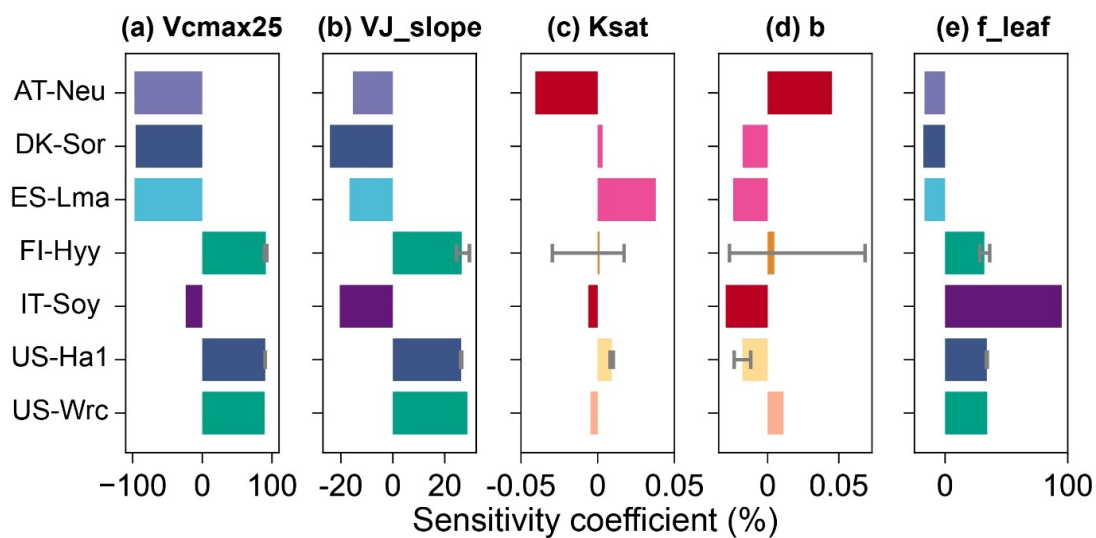 (a) Vcmax25 (b) VJ_slope (c) Ksat (d) b (e) f_leaf
AT-Neu
DK-Sor
ES-Lma
FI-Hyy
IT-Soy
US-Ha1
US-Wrc
−100 0 100 −20 0 20 −0.05 0 0.05 0 0.05 0 100
Sensitivity coefficient (%)